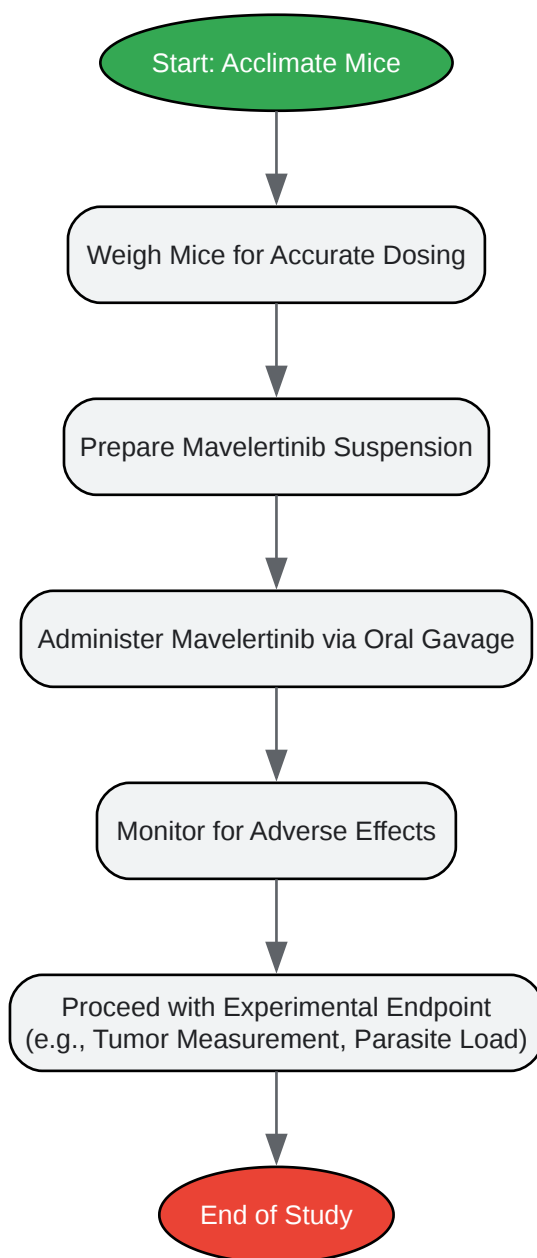 Start: Acclimate Mice
Weigh Mice for Accurate Dosing
Prepare Mavelertinib Suspension
Administer Mavelertinib via Oral Gavage
Monitor for Adverse Effects
Proceed with Experimental Endpoint
(e.g., Tumor Measurement, Parasite Load)
End of Study